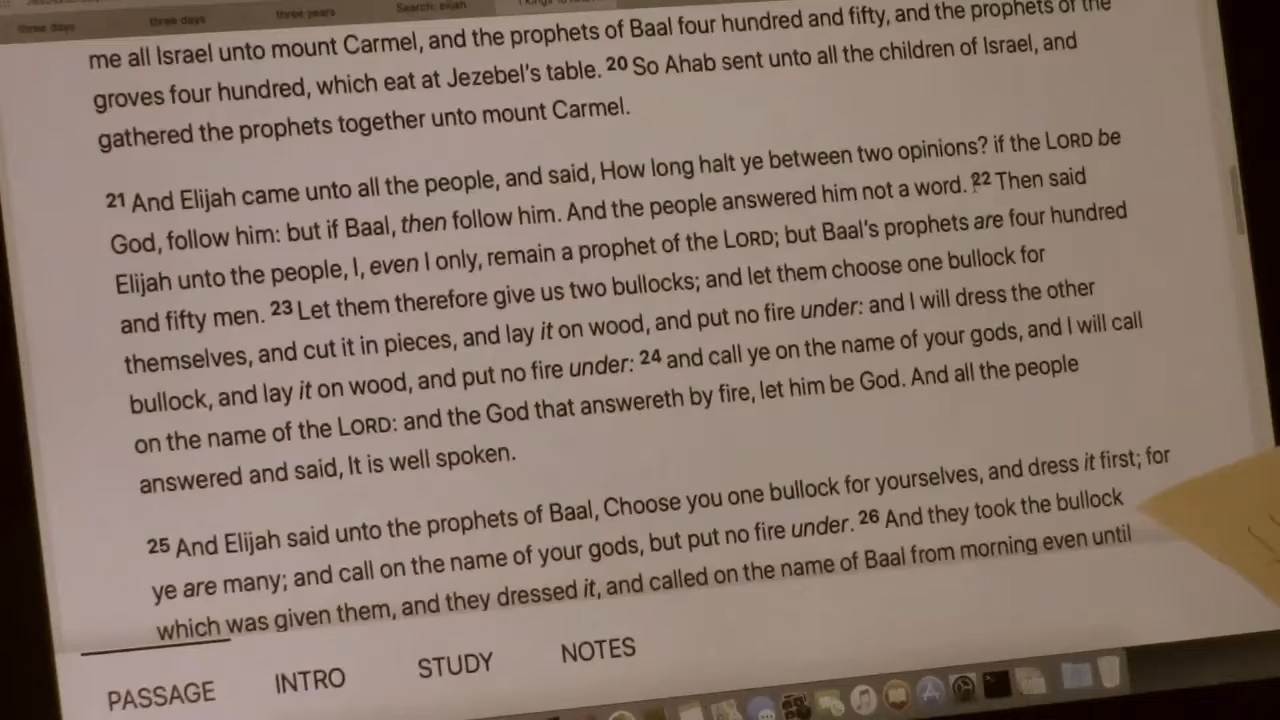 three days
three days
three years
Search: elijah
me all Israel unto mount Carmel, and the prophets of Baal four hundred and fifty, and the prophets of the
groves four hundred, which eat at Jezebel's table. 20 So Ahab sent unto all the children of Israel, and
gathered the prophets together unto mount Carmel.
21 And Elijah came unto all the people, and said, How long halt ye between two opinions? if the LORD be
God, follow him: but if Baal, then follow him. And the people answered him not a word. 22 Then said
Elijah unto the people, I, even I only, remain a prophet of the LORD; but Baal's prophets are four hundred
and fifty men. 23 Let them therefore give us two bullocks; and let them choose one bullock for
themselves, and cut it in pieces, and lay it on wood, and put no fire under: and I will dress the other
bullock, and lay it on wood, and put no fire under: 24 and call ye on the name of your gods, and I will call
on the name of the LORD: and the God that answereth by fire, let him be God. And all the people
answered and said, It is well spoken.
25 And Elijah said unto the prophets of Baal, Choose you one bullock for yourselves, and dress it first; for
ye are many; and call on the name of your gods, but put no fire under. 26 And they took the bullock
which was given them, and they dressed it, and called on the name of Baal from morning even until
PASSAGE INTRO STUDY NOTES